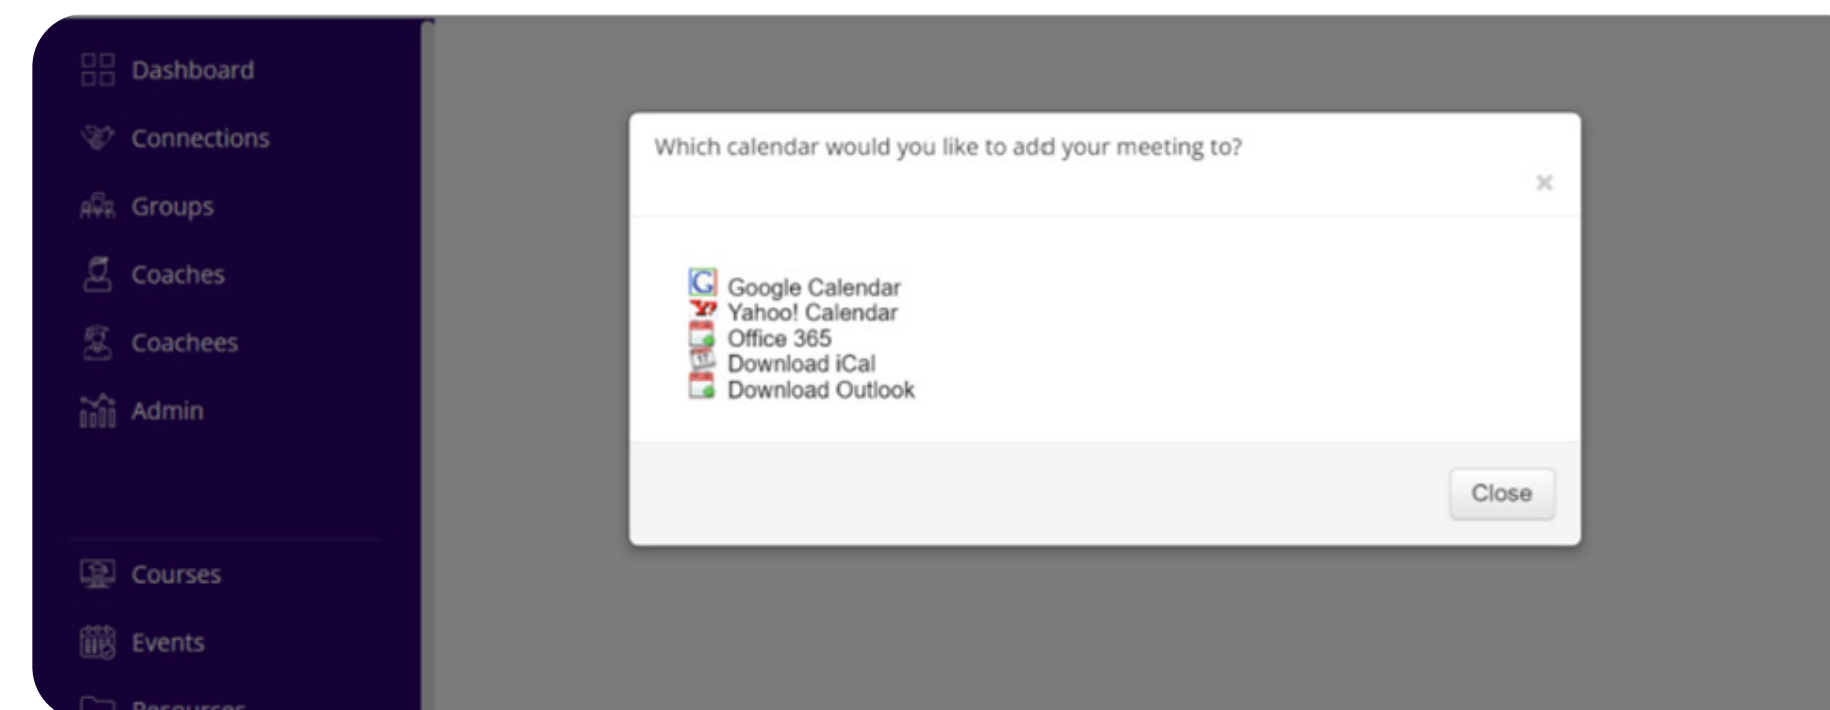 Dashboard
Connections
Groups
Coaches
Coachees
Admin
Courses
Events
Resources
Which calendar would you like to add your meeting to?
×
Google Calendar
Yahoo! Calendar
Office 365
Download iCal
Download Outlook
Close